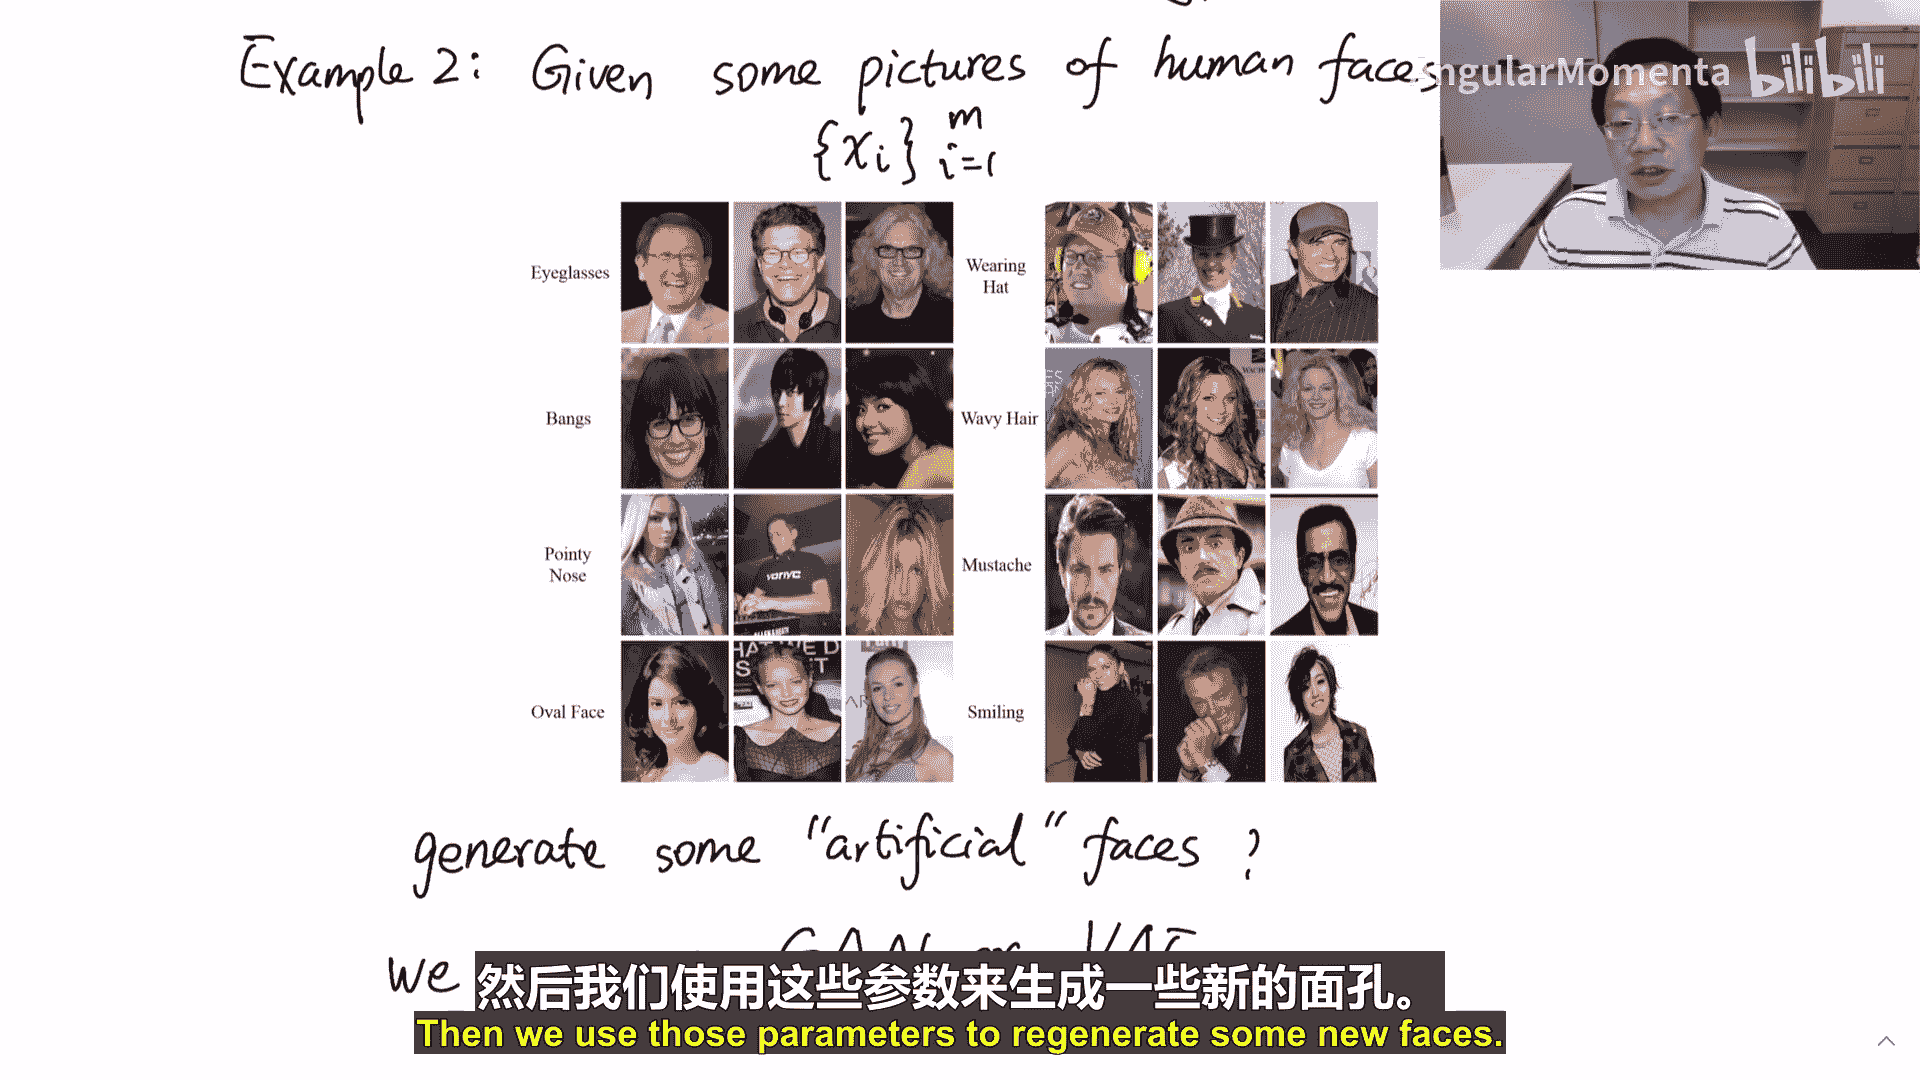 Example 2: Given some pictures of human faces
ngularMomenta bilibili
{xi} m i=1
Eyeglasses
Wearing
Hat
Bangs
Wavy Hair
Pointy
Nose
Mustache
Oval Face
Smiling
generate some "artificial" faces ?
we
然后我们使用这些参数来生成一些新的面孔。
Then we use those parameters to regenerate some new faces.